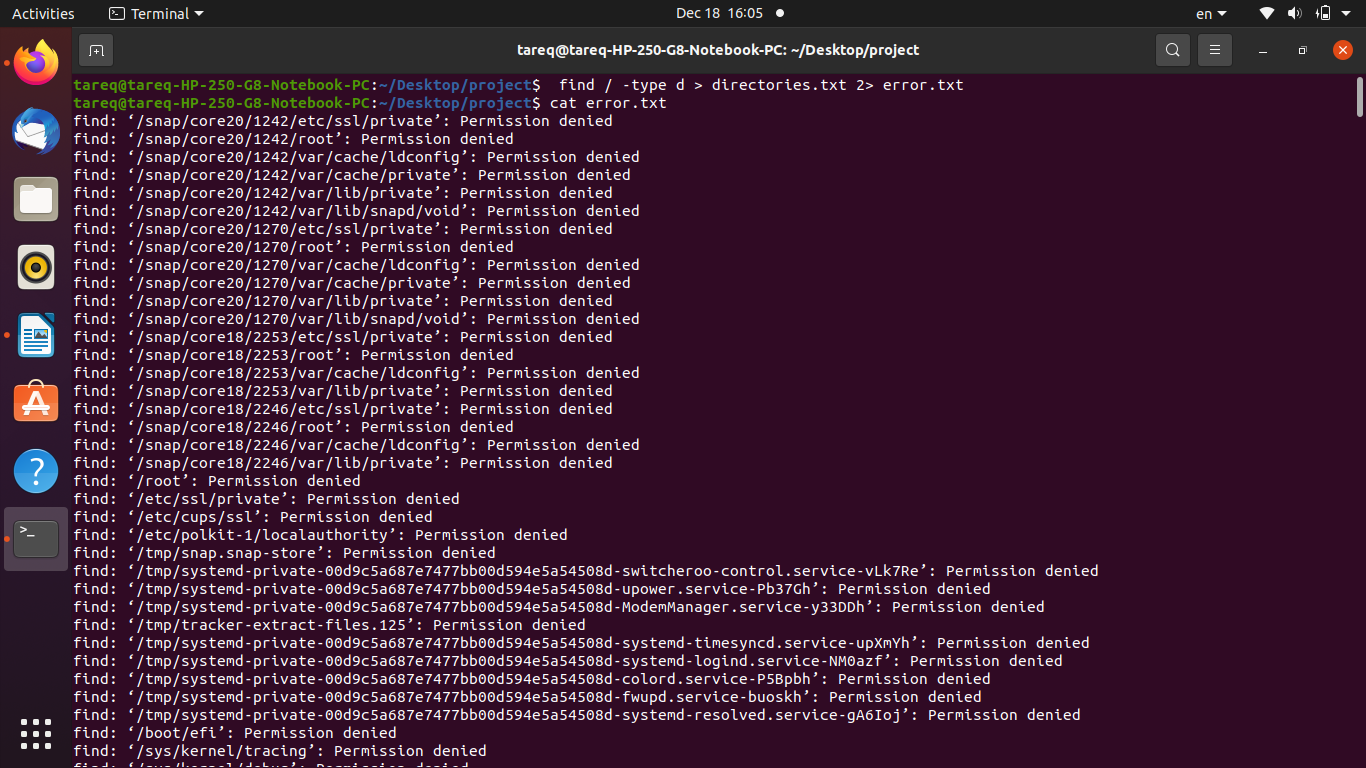 Activities Terminal Dec 18 16:05 en
tareq@tareq-HP-250-G8-Notebook-PC: ~/Desktop/project
tareq@tareq-HP-250-G8-Notebook-PC:~/Desktop/project$  find / -type d > directories.txt 2> error.txt
tareq@tareq-HP-250-G8-Notebook-PC:~/Desktop/project$ cat error.txt
find: ‘/snap/core20/1242/etc/ssl/private’: Permission denied
find: ‘/snap/core20/1242/root’: Permission denied
find: ‘/snap/core20/1242/var/cache/ldconfig’: Permission denied
find: ‘/snap/core20/1242/var/cache/private’: Permission denied
find: ‘/snap/core20/1242/var/lib/private’: Permission denied
find: ‘/snap/core20/1242/var/lib/snapd/void’: Permission denied
find: ‘/snap/core20/1270/etc/ssl/private’: Permission denied
find: ‘/snap/core20/1270/root’: Permission denied
find: ‘/snap/core20/1270/var/cache/ldconfig’: Permission denied
find: ‘/snap/core20/1270/var/cache/private’: Permission denied
find: ‘/snap/core20/1270/var/lib/private’: Permission denied
find: ‘/snap/core20/1270/var/lib/snapd/void’: Permission denied
find: ‘/snap/core18/2253/etc/ssl/private’: Permission denied
find: ‘/snap/core18/2253/root’: Permission denied
find: ‘/snap/core18/2253/var/cache/ldconfig’: Permission denied
find: ‘/snap/core18/2253/var/lib/private’: Permission denied
find: ‘/snap/core18/2246/etc/ssl/private’: Permission denied
find: ‘/snap/core18/2246/root’: Permission denied
find: ‘/snap/core18/2246/var/cache/ldconfig’: Permission denied
find: ‘/snap/core18/2246/var/lib/private’: Permission denied
find: ‘/root’: Permission denied
find: ‘/etc/ssl/private’: Permission denied
find: ‘/etc/cups/ssl’: Permission denied
find: ‘/etc/polkit-1/localauthority’: Permission denied
find: ‘/tmp/snap.snap-store’: Permission denied
find: ‘/tmp/systemd-private-00d9c5a687e7477bb00d594e5a54508d-switcheroo-control.service-vLk7Re’: Permission denied
find: ‘/tmp/systemd-private-00d9c5a687e7477bb00d594e5a54508d-upower.service-Pb37Gh’: Permission denied
find: ‘/tmp/systemd-private-00d9c5a687e7477bb00d594e5a54508d-ModemManager.service-y33DDh’: Permission denied
find: ‘/tmp/tracker-extract-files.125’: Permission denied
find: ‘/tmp/systemd-private-00d9c5a687e7477bb00d594e5a54508d-systemd-timesyncd.service-upXmYh’: Permission denied
find: ‘/tmp/systemd-private-00d9c5a687e7477bb00d594e5a54508d-systemd-logind.service-NM0azf’: Permission denied
find: ‘/tmp/systemd-private-00d9c5a687e7477bb00d594e5a54508d-colord.service-P5Bpbh’: Permission denied
find: ‘/tmp/systemd-private-00d9c5a687e7477bb00d594e5a54508d-fwupd.service-buoskh’: Permission denied
find: ‘/tmp/systemd-private-00d9c5a687e7477bb00d594e5a54508d-systemd-resolved.service-gA6Ioj’: Permission denied
find: ‘/boot/efi’: Permission denied
find: ‘/sys/kernel/tracing’: Permission denied
find: ‘/sys/kernel/debug’: Permission denied